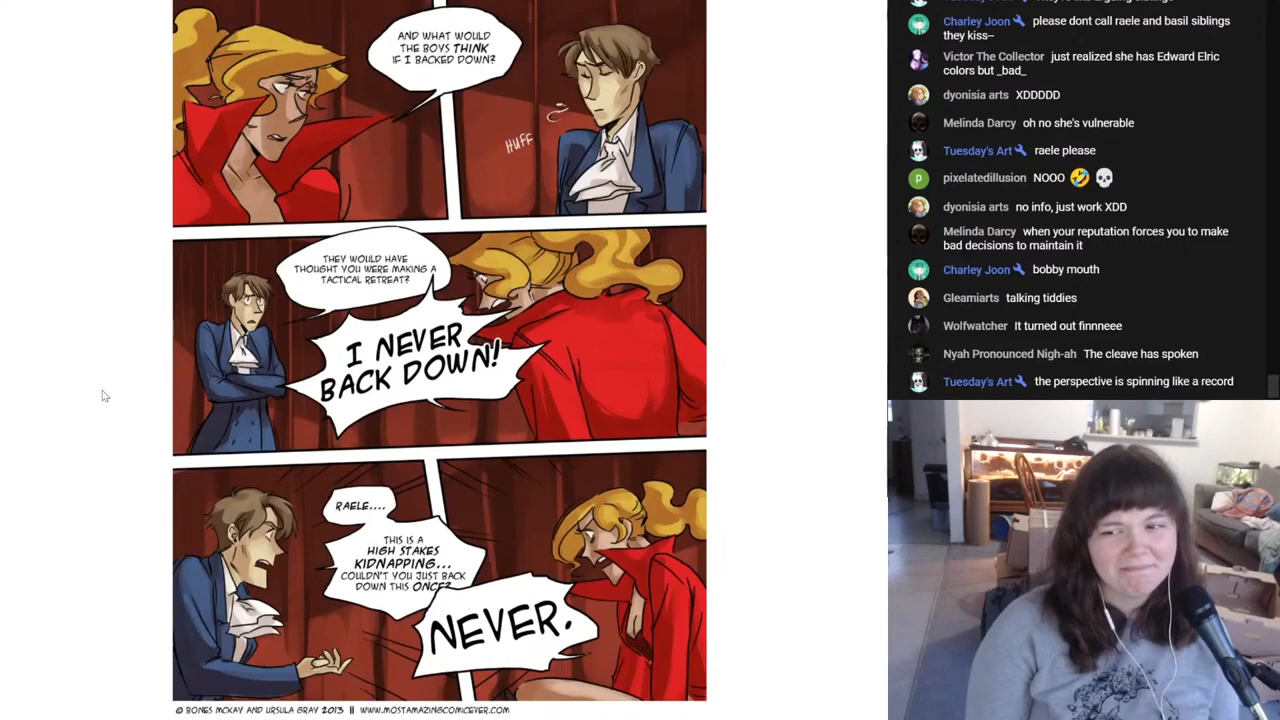 AND WHAT WOULD
THE BOYS THINK
IF I BACKED DOWN?
HUFF
THEY WOULD HAVE
THOUGHT YOU WERE MAKING A
TACTICAL RETREAT?
I NEVER
BACK DOWN!
RAELE....
THIS IS A
HIGH STAKES
KIDNAPPING...
COULDN'T YOU JUST BACK
DOWN THIS ONCE?
NEVER.
© BONES MCKAY AND URSULA GRAY 2013 || WWW.MOSTAMAZINGCOMICEVER.COM
Charley Joon please dont call raele and basil siblings
they kiss--
Victor The Collector just realized she has Edward Elric
colors but _bad_
dyonisia arts XDDDDD
Melinda Darcy oh no she's vulnerable
Tuesday's Art raele please
p
pixelatedillusion NOOO 🤣 💀
dyonisia arts no info, just work XDD
Melinda Darcy when your reputation forces you to make
bad decisions to maintain it
Charley Joon bobby mouth
Gleamiarts talking tiddies
Wolfwatcher It turned out finnneee
Nyah Pronounced Nigh-ah The cleave has spoken
Tuesday's Art the perspective is spinning like a record